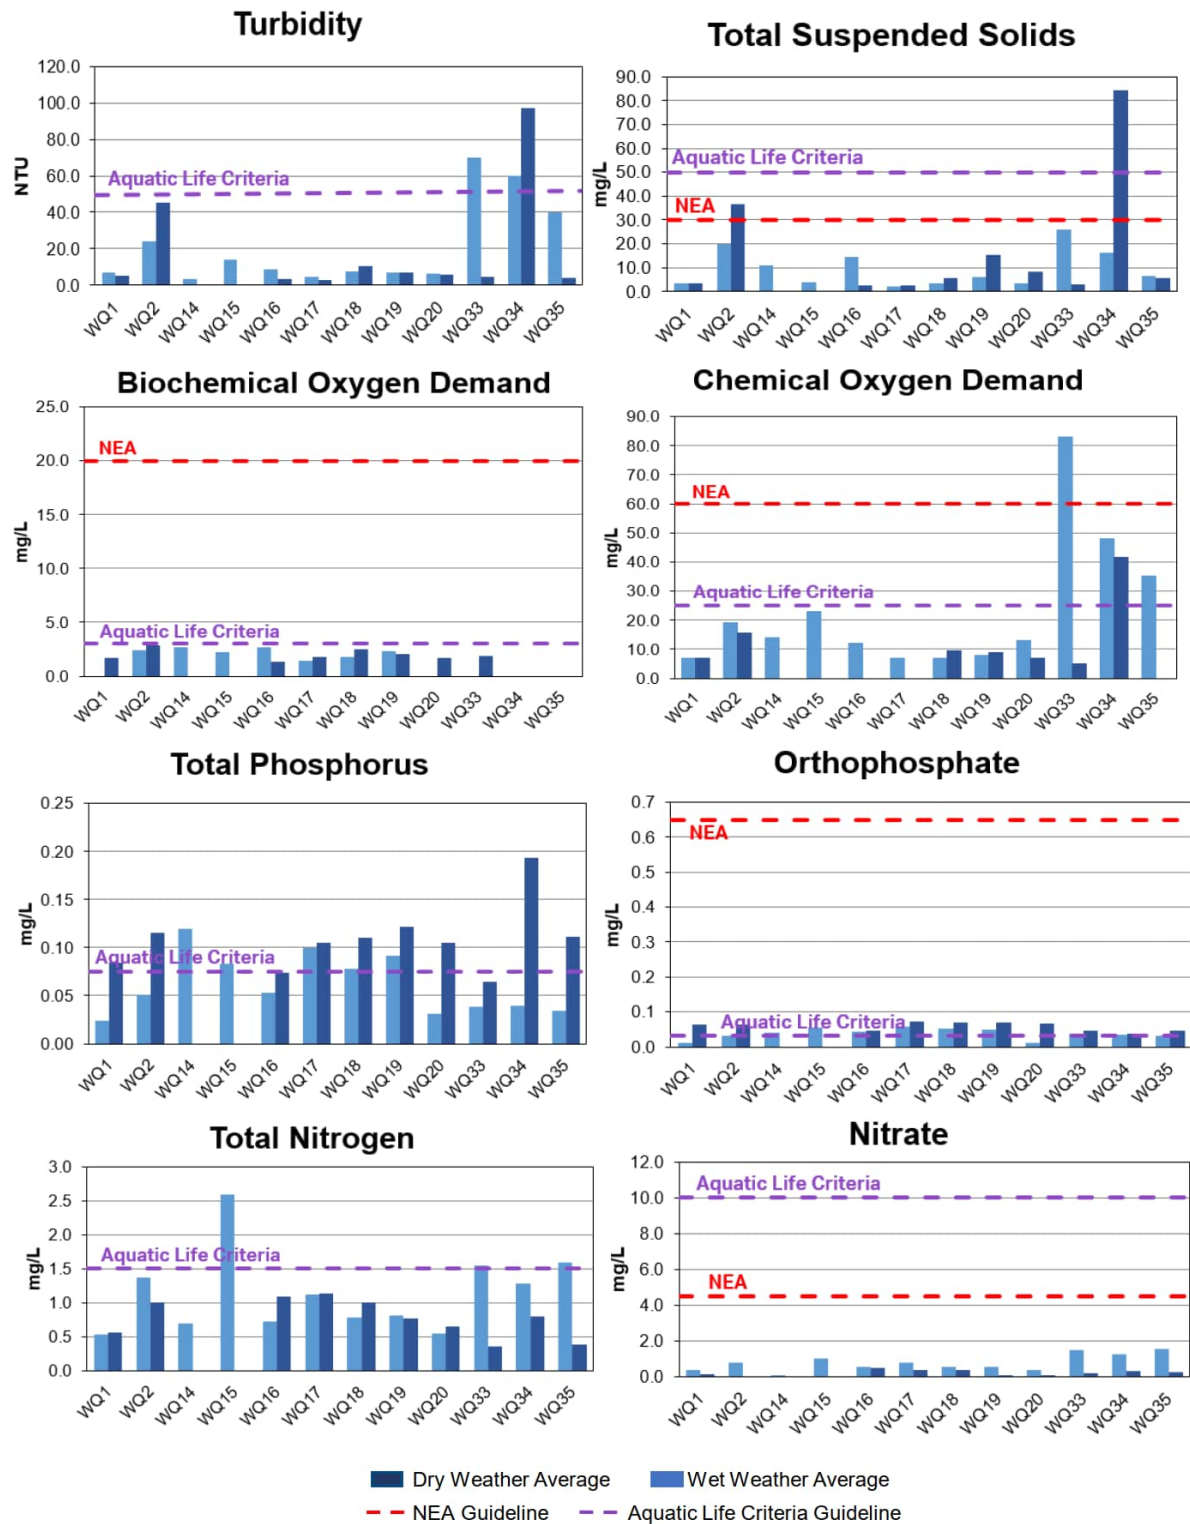 Turbidity
120.0
100.0
80.0
60.0
40.0
20.0
0.0
NTU
Aquatic Life Criteria
WQ1 WQ2 WQ14 WQ15 WQ16 WQ17 WQ18 WQ19 WQ20 WQ33 WQ34 WQ35
Total Suspended Solids
90.0
80.0
70.0
60.0
50.0
40.0
30.0
20.0
10.0
0.0
mg/L
Aquatic Life Criteria
NEA
WQ1 WQ2 WQ14 WQ15 WQ16 WQ17 WQ18 WQ19 WQ20 WQ33 WQ34 WQ35
Biochemical Oxygen Demand
25.0
20.0
15.0
10.0
5.0
0.0
mg/L
NEA
Aquatic Life Criteria
WQ1 WQ2 WQ14 WQ15 WQ16 WQ17 WQ18 WQ19 WQ20 WQ33 WQ34 WQ35
Chemical Oxygen Demand
90.0
80.0
70.0
60.0
50.0
40.0
30.0
20.0
10.0
0.0
mg/L
NEA
Aquatic Life Criteria
WQ1 WQ2 WQ14 WQ15 WQ16 WQ17 WQ18 WQ19 WQ20 WQ33 WQ34 WQ35
Total Phosphorus
0.25
0.20
0.15
0.10
0.05
0.00
mg/L
Aquatic Life Criteria
WQ1 WQ2 WQ14 WQ15 WQ16 WQ17 WQ18 WQ19 WQ20 WQ33 WQ34 WQ35
Orthophosphate
0.7
0.6
0.5
0.4
0.3
0.2
0.1
0.0
mg/L
NEA
Aquatic Life Criteria
WQ1 WQ2 WQ14 WQ15 WQ16 WQ17 WQ18 WQ19 WQ20 WQ33 WQ34 WQ35
Total Nitrogen
3.0
2.5
2.0
1.5
1.0
0.5
0.0
mg/L
Aquatic Life Criteria
WQ1 WQ2 WQ14 WQ15 WQ16 WQ17 WQ18 WQ19 WQ20 WQ33 WQ34 WQ35
Nitrate
12.0
10.0
8.0
6.0
4.0
2.0
0.0
mg/L
Aquatic Life Criteria
NEA
WQ1 WQ2 WQ14 WQ15 WQ16 WQ17 WQ18 WQ19 WQ20 WQ33 WQ34 WQ35
Dry Weather Average Wet Weather Average
NEA Guideline Aquatic Life Criteria Guideline